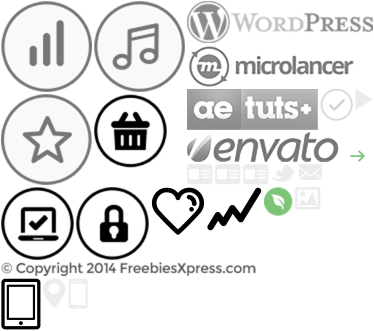 WORDPRESS
microlancer
ae tuts+
envato
© Copyright 2014 FreebiesXpress.com